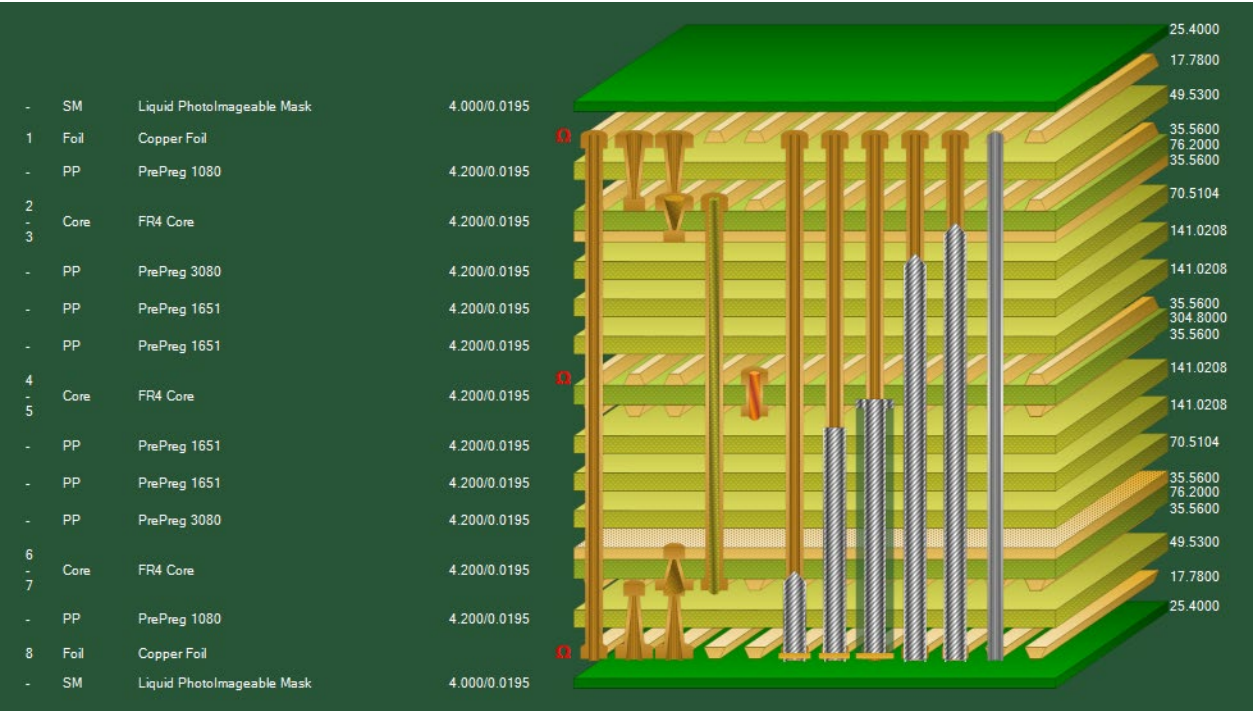 25.4000
17.7800
49.5300
- SM Liquid PhotoImageable Mask 4.000/0.0195
1 Foil Copper Foil Ω 35.5600
76.2000
35.5600
- PP PrePreg 1080 4.200/0.0195
70.5104
2
- Core FR4 Core 4.200/0.0195
3
141.0208
- PP PrePreg 3080 4.200/0.0195 141.0208
- PP PrePreg 1651 4.200/0.0195 35.5600
304.8000
35.5600
- PP PrePreg 1651 4.200/0.0195
141.0208
4 Ω
- Core FR4 Core 4.200/0.0195
5
141.0208
- PP PrePreg 1651 4.200/0.0195 70.5104
- PP PrePreg 1651 4.200/0.0195 35.5600
76.2000
35.5600
- PP PrePreg 3080 4.200/0.0195
49.5300
6
- Core FR4 Core 4.200/0.0195
7
17.7800
25.4000
- PP PrePreg 1080 4.200/0.0195
8 Foil Copper Foil Ω
- SM Liquid PhotoImageable Mask 4.000/0.0195